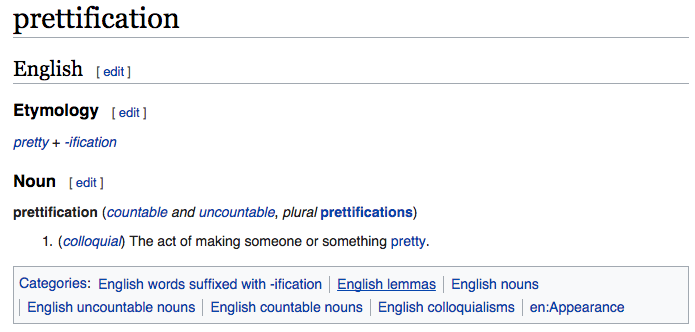 prettification
English [ edit ]
Etymology [ edit ]
pretty + -ification
Noun [ edit ]
prettification (countable and uncountable, plural prettifications)
1. (colloquial) The act of making someone or something pretty.
Categories: English words suffixed with -ification | English lemmas | English nouns
| English uncountable nouns | English countable nouns | English colloquialisms | en:Appearance